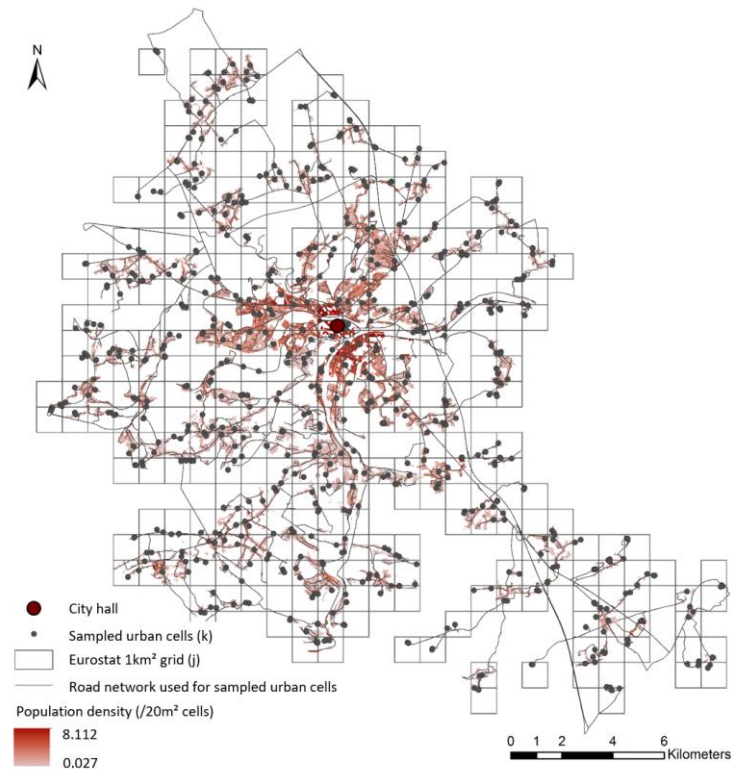 N
City hall
Sampled urban cells (k)
Eurostat 1km² grid (j)
Road network used for sampled urban cells
Population density (/20m² cells)
8.112
0.027
0 1 2 4 6
Kilometers